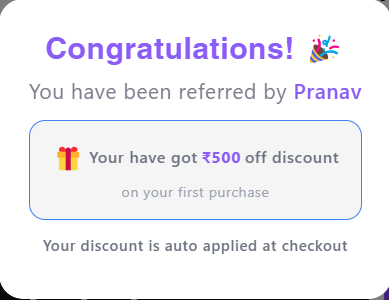 Congratulations! 🎉
You have been referred by Pranav
🎁 Your have got ₹500 off discount
on your first purchase
Your discount is auto applied at checkout